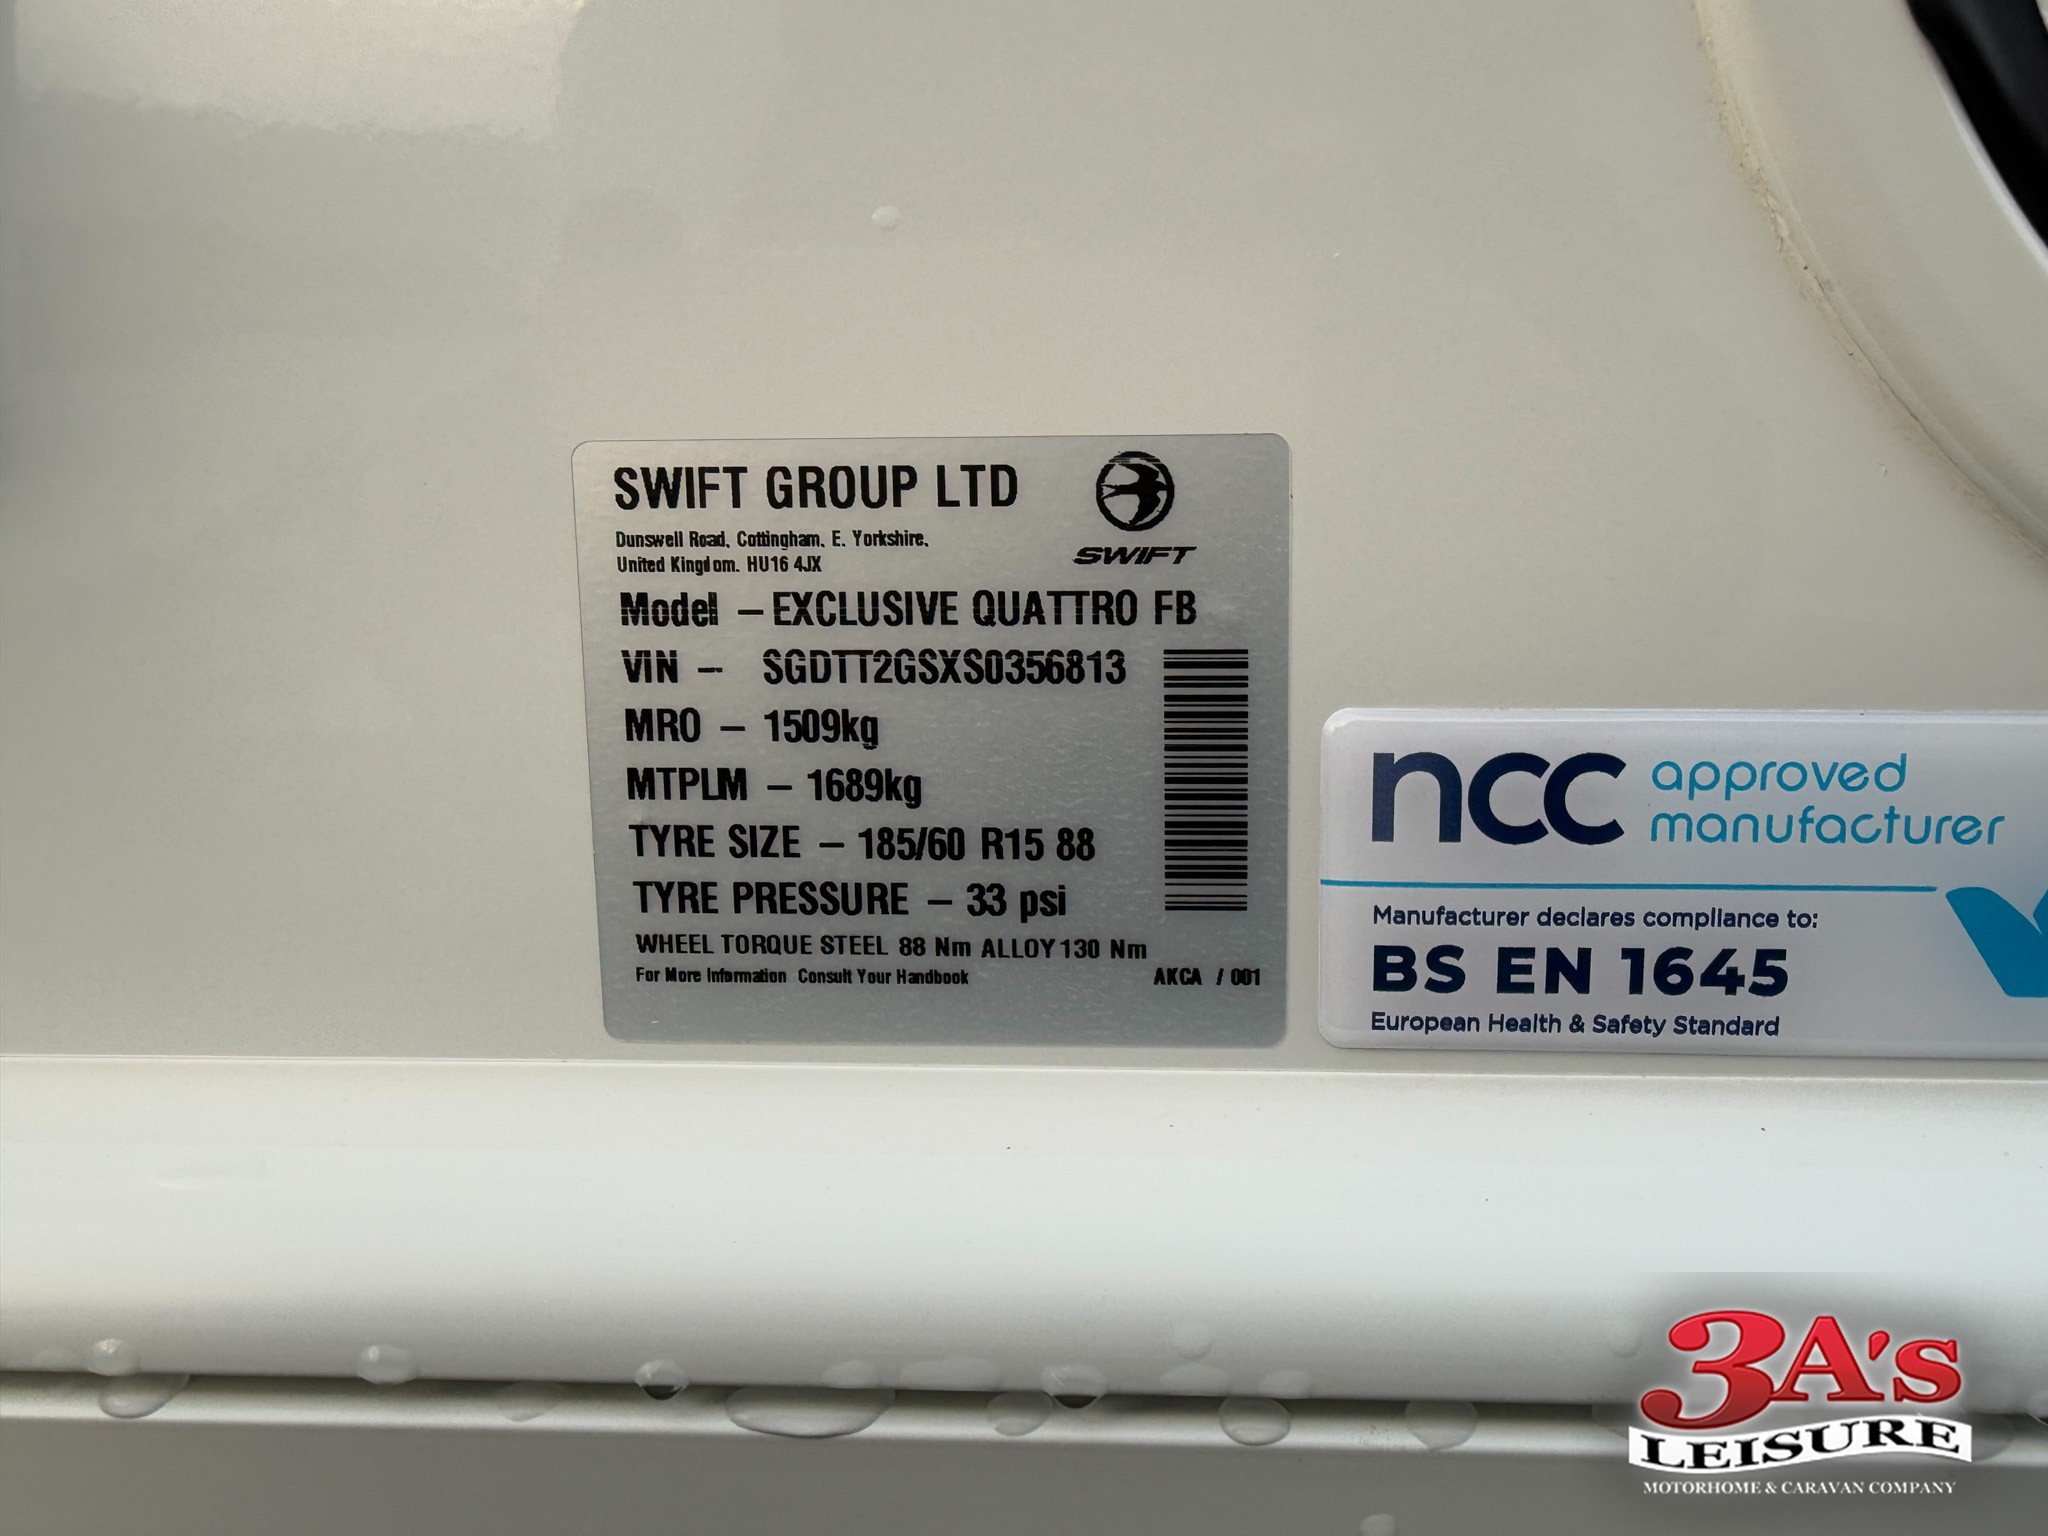 SWIFT GROUP LTD
Dunswell Road, Cottingham, E. Yorkshire,
United Kingdom. HU16 4JX
SWIFT
Model – EXCLUSIVE QUATTRO FB
VIN – SGDTT2GSXS0356813
MRO – 1509kg
MTPLM – 1689kg
TYRE SIZE – 185/60 R15 88
TYRE PRESSURE – 33 psi
WHEEL TORQUE STEEL 88 Nm ALLOY 130 Nm
For More Information Consult Your Handbook AKCA / 001
ncc approved
manufacturer
Manufacturer declares compliance to:
BS EN 1645
European Health & Safety Standard
3A's
LEISURE
MOTORHOME & CARAVAN COMPANY